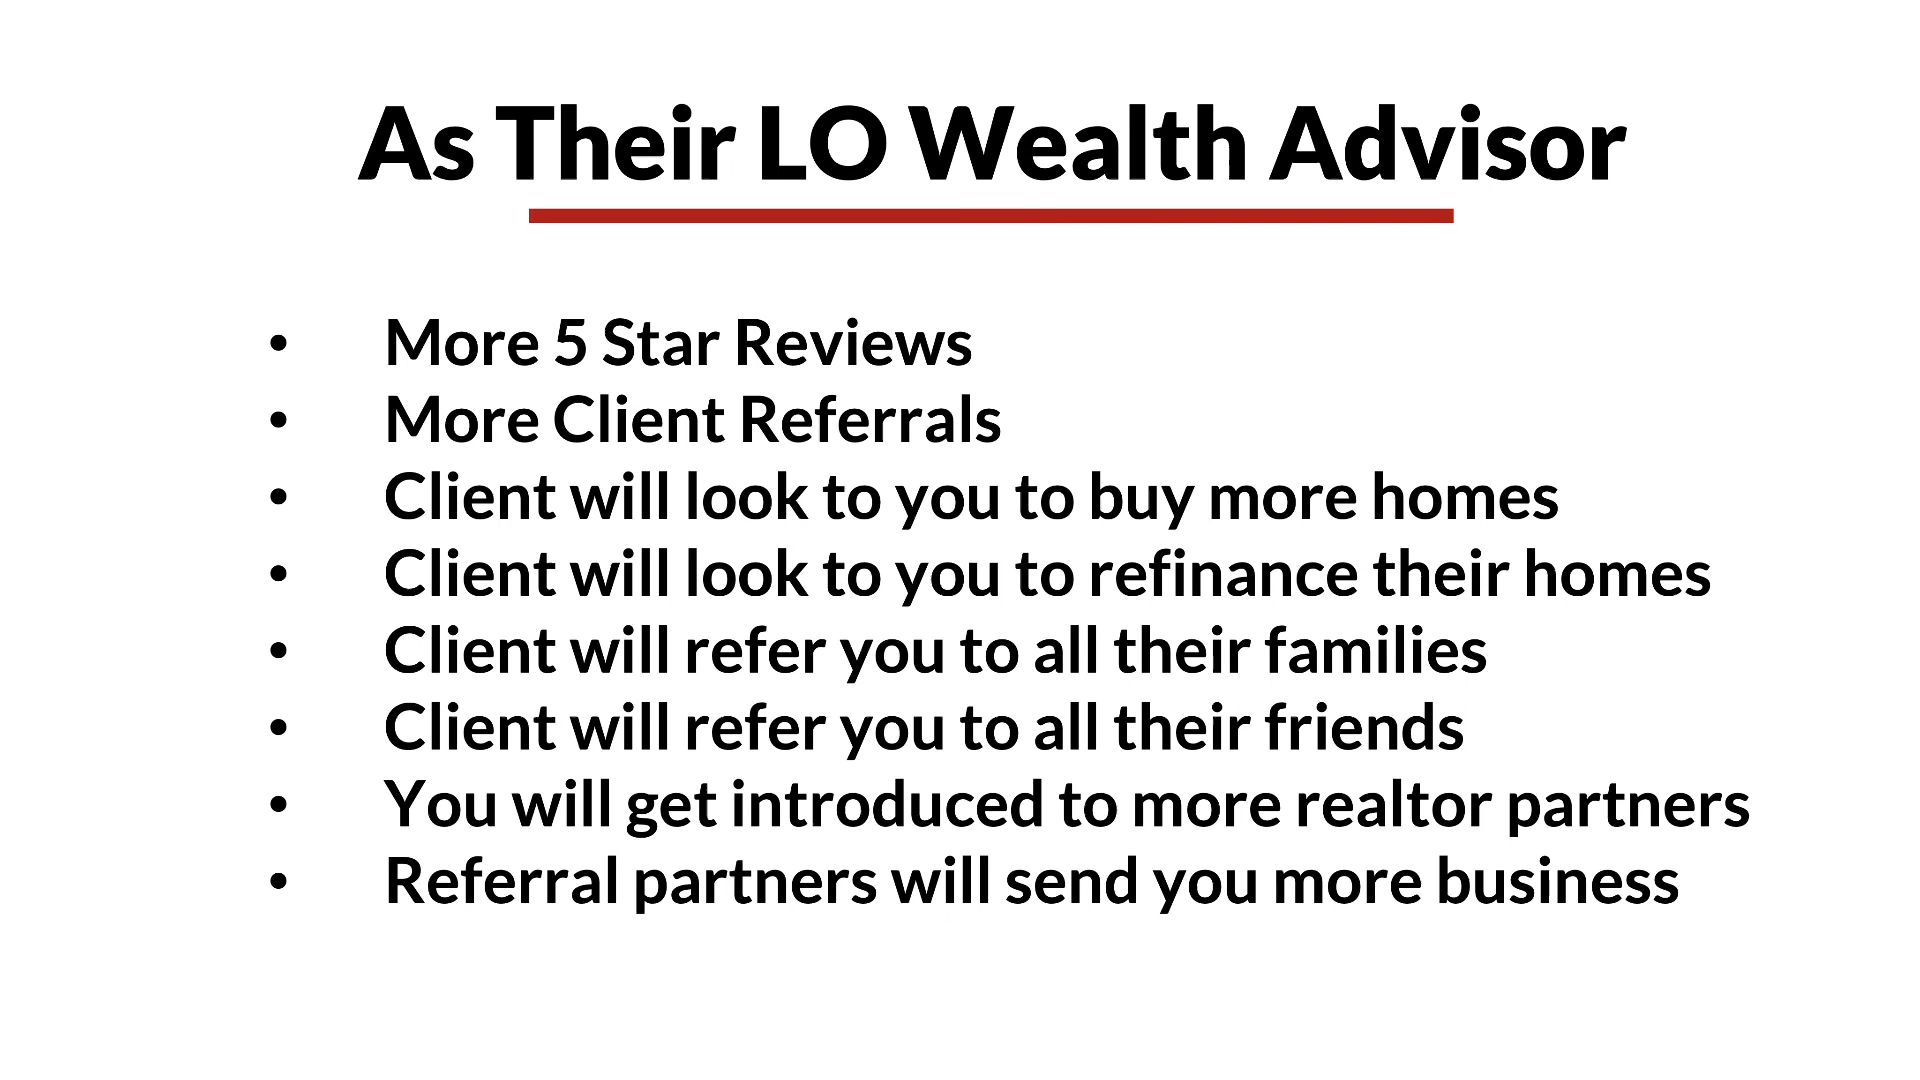 As Their LO Wealth Advisor
• More 5 Star Reviews
• More Client Referrals
• Client will look to you to buy more homes
• Client will look to you to refinance their homes
• Client will refer you to all their families
• Client will refer you to all their friends
• You will get introduced to more realtor partners
• Referral partners will send you more business